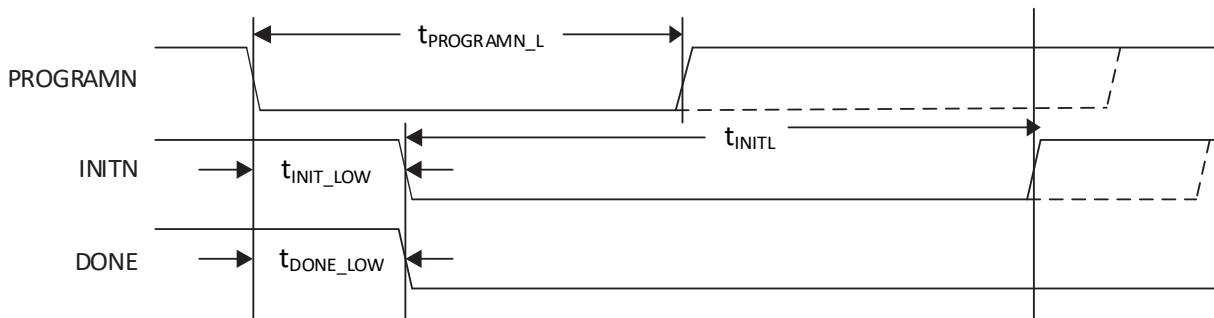 tPROGRAMN_L
PROGRAMN
tINITL
INITN
tINIT_LOW
DONE
tDONE_LOW